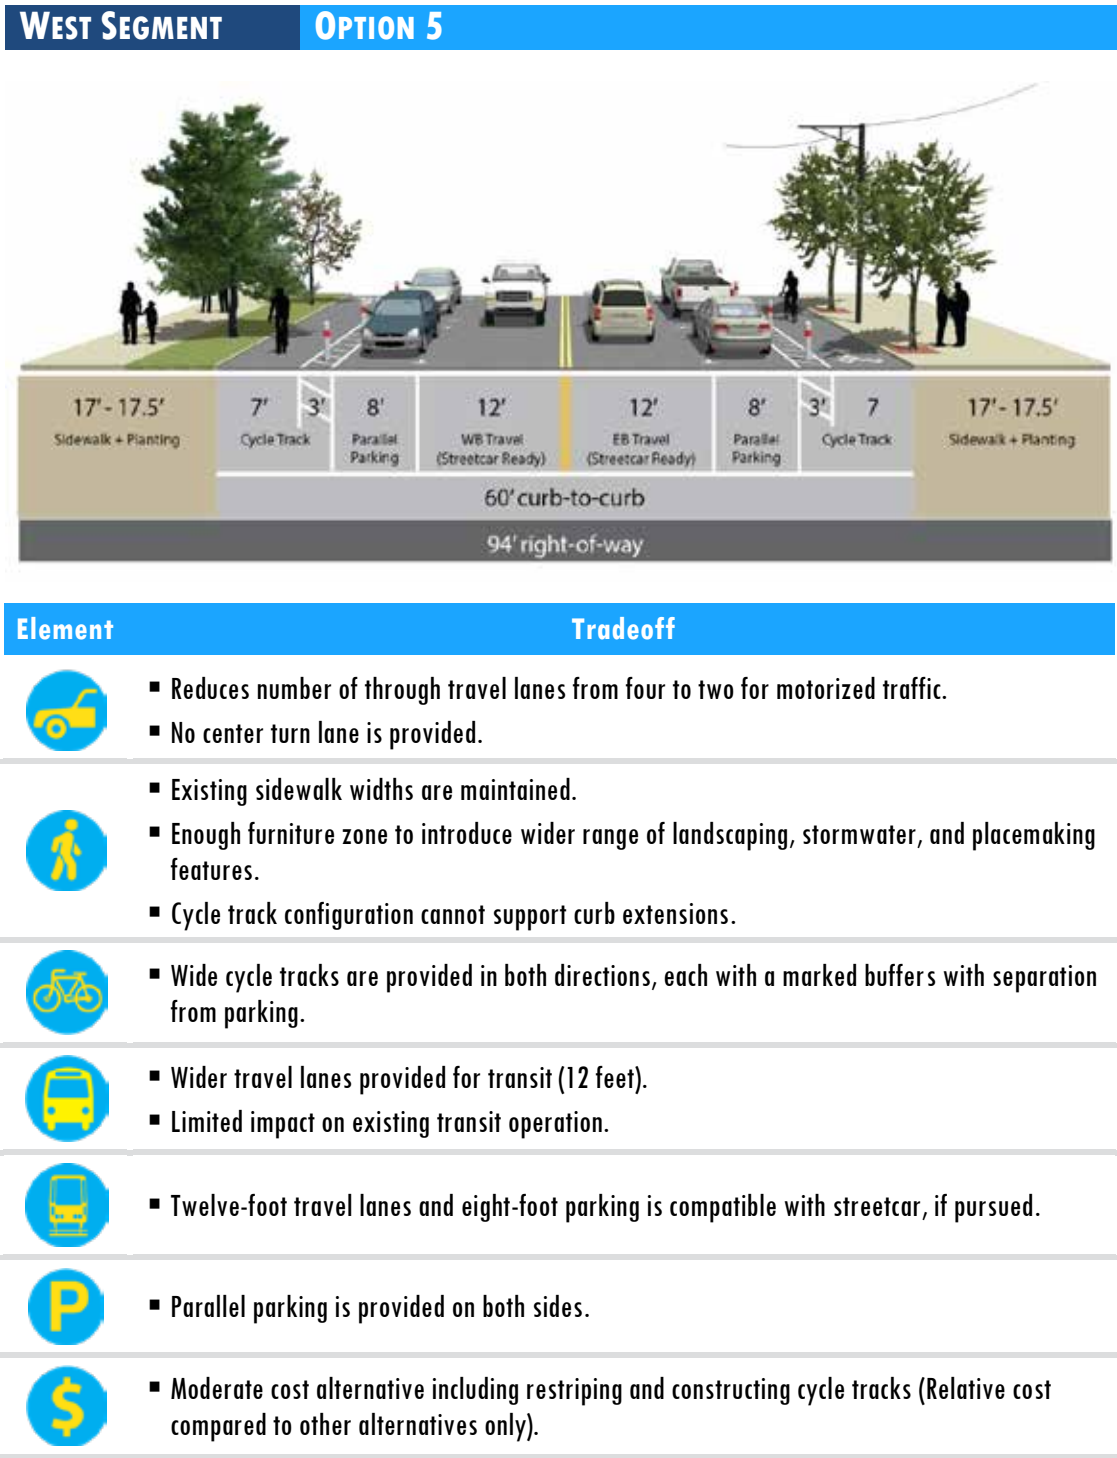 WEST SEGMENT OPTION 5
17' - 17.5' 7' 3' 8' 12' 12' 8' 3' 7 17' - 17.5'
Sidewalk + Planting Cycle Track Parallel Parking WB Travel (Streetcar Ready) EB Travel (Streetcar Ready) Parallel Parking Cycle Track Sidewalk + Planting
60' curb-to-curb
94' right-of-way
Element Tradeoff
▪ Reduces number of through travel lanes from four to two for motorized traffic.
▪ No center turn lane is provided.
▪ Existing sidewalk widths are maintained.
▪ Enough furniture zone to introduce wider range of landscaping, stormwater, and placemaking
features.
▪ Cycle track configuration cannot support curb extensions.
▪ Wide cycle tracks are provided in both directions, each with a marked buffers with separation
from parking.
▪ Wider travel lanes provided for transit (12 feet).
▪ Limited impact on existing transit operation.
▪ Twelve-foot travel lanes and eight-foot parking is compatible with streetcar, if pursued.
P
▪ Parallel parking is provided on both sides.
$
▪ Moderate cost alternative including restriping and constructing cycle tracks (Relative cost
compared to other alternatives only).